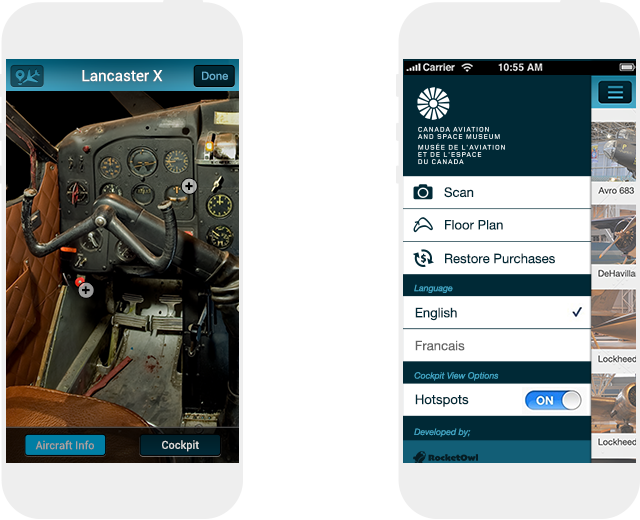 Lancaster X
Done
Aircraft Info
Cockpit
Carrier
10:55 AM
CANADA AVIATION
AND SPACE MUSEUM
MUSÉE DE L'AVIATION
ET DE L'ESPACE
DU CANADA
Scan
Floor Plan
Restore Purchases
Language
English
Francais
Cockpit View Options
Hotspots
ON
Developed by;
RocketOwl
Avro 683
DeHavilla
Lockheed
Lockheed